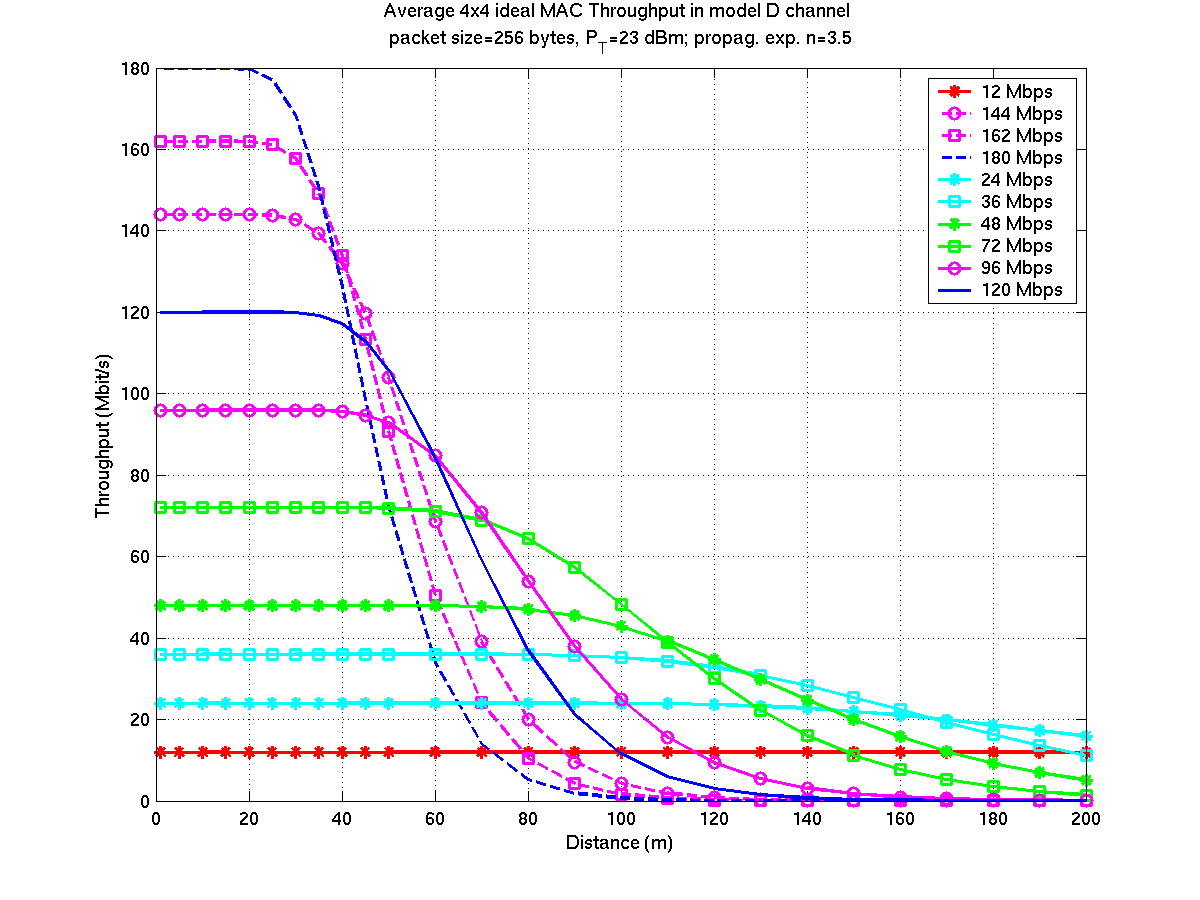 Average 4x4 ideal MAC Throughput in model D channel
packet size=256 bytes, P_T=23 dBm; propag. exp. n=3.5
180
160
140
120
100
80
60
40
20
0
Throughput (Mbit/s)
12 Mbps
144 Mbps
162 Mbps
180 Mbps
24 Mbps
36 Mbps
48 Mbps
72 Mbps
96 Mbps
120 Mbps
0 20 40 60 80 100 120 140 160 180 200
Distance (m)